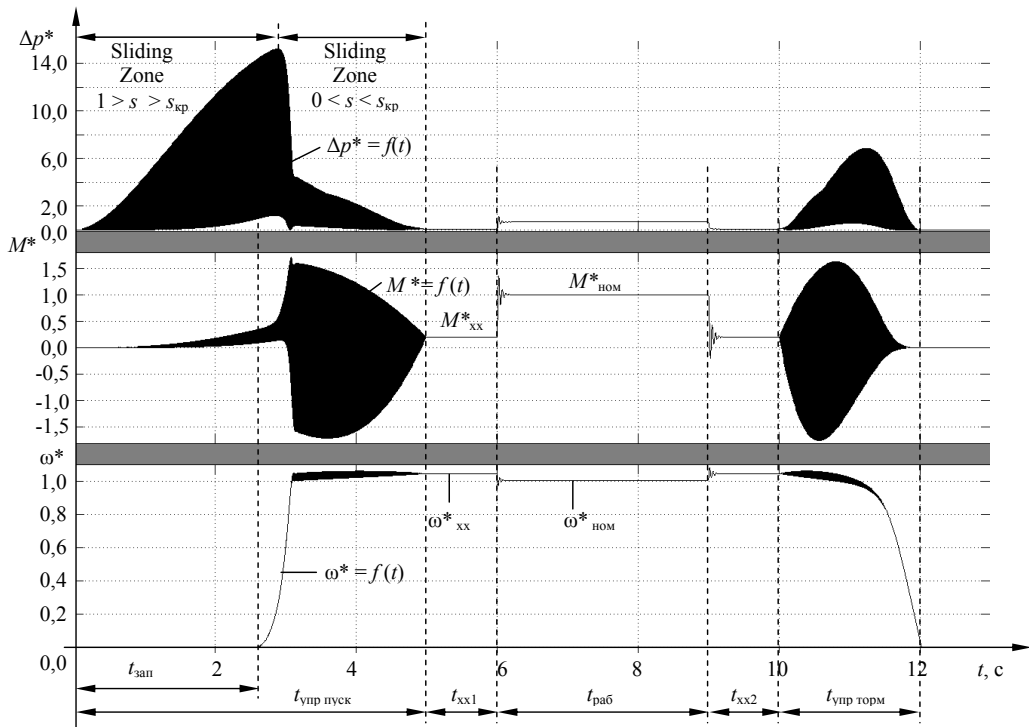 Δp*
14,0
10,0
6,0
2,0
0,0
Sliding
Zone
1 > s > sкр
Sliding
Zone
0 < s < sкр
Δp* = f(t)
M*
1,5
1,0
0,5
0,0
-0,5
-1,0
-1,5
M* = f(t)
M*хх
M*ном
ω*
1,0
0,8
0,6
0,4
0,2
0,0
ω*хх
ω*ном
ω* = f(t)
2
4
6
8
10
12
t, с
tзап
tупр пуск
tхх1
tраб
tхх2
tупр торм